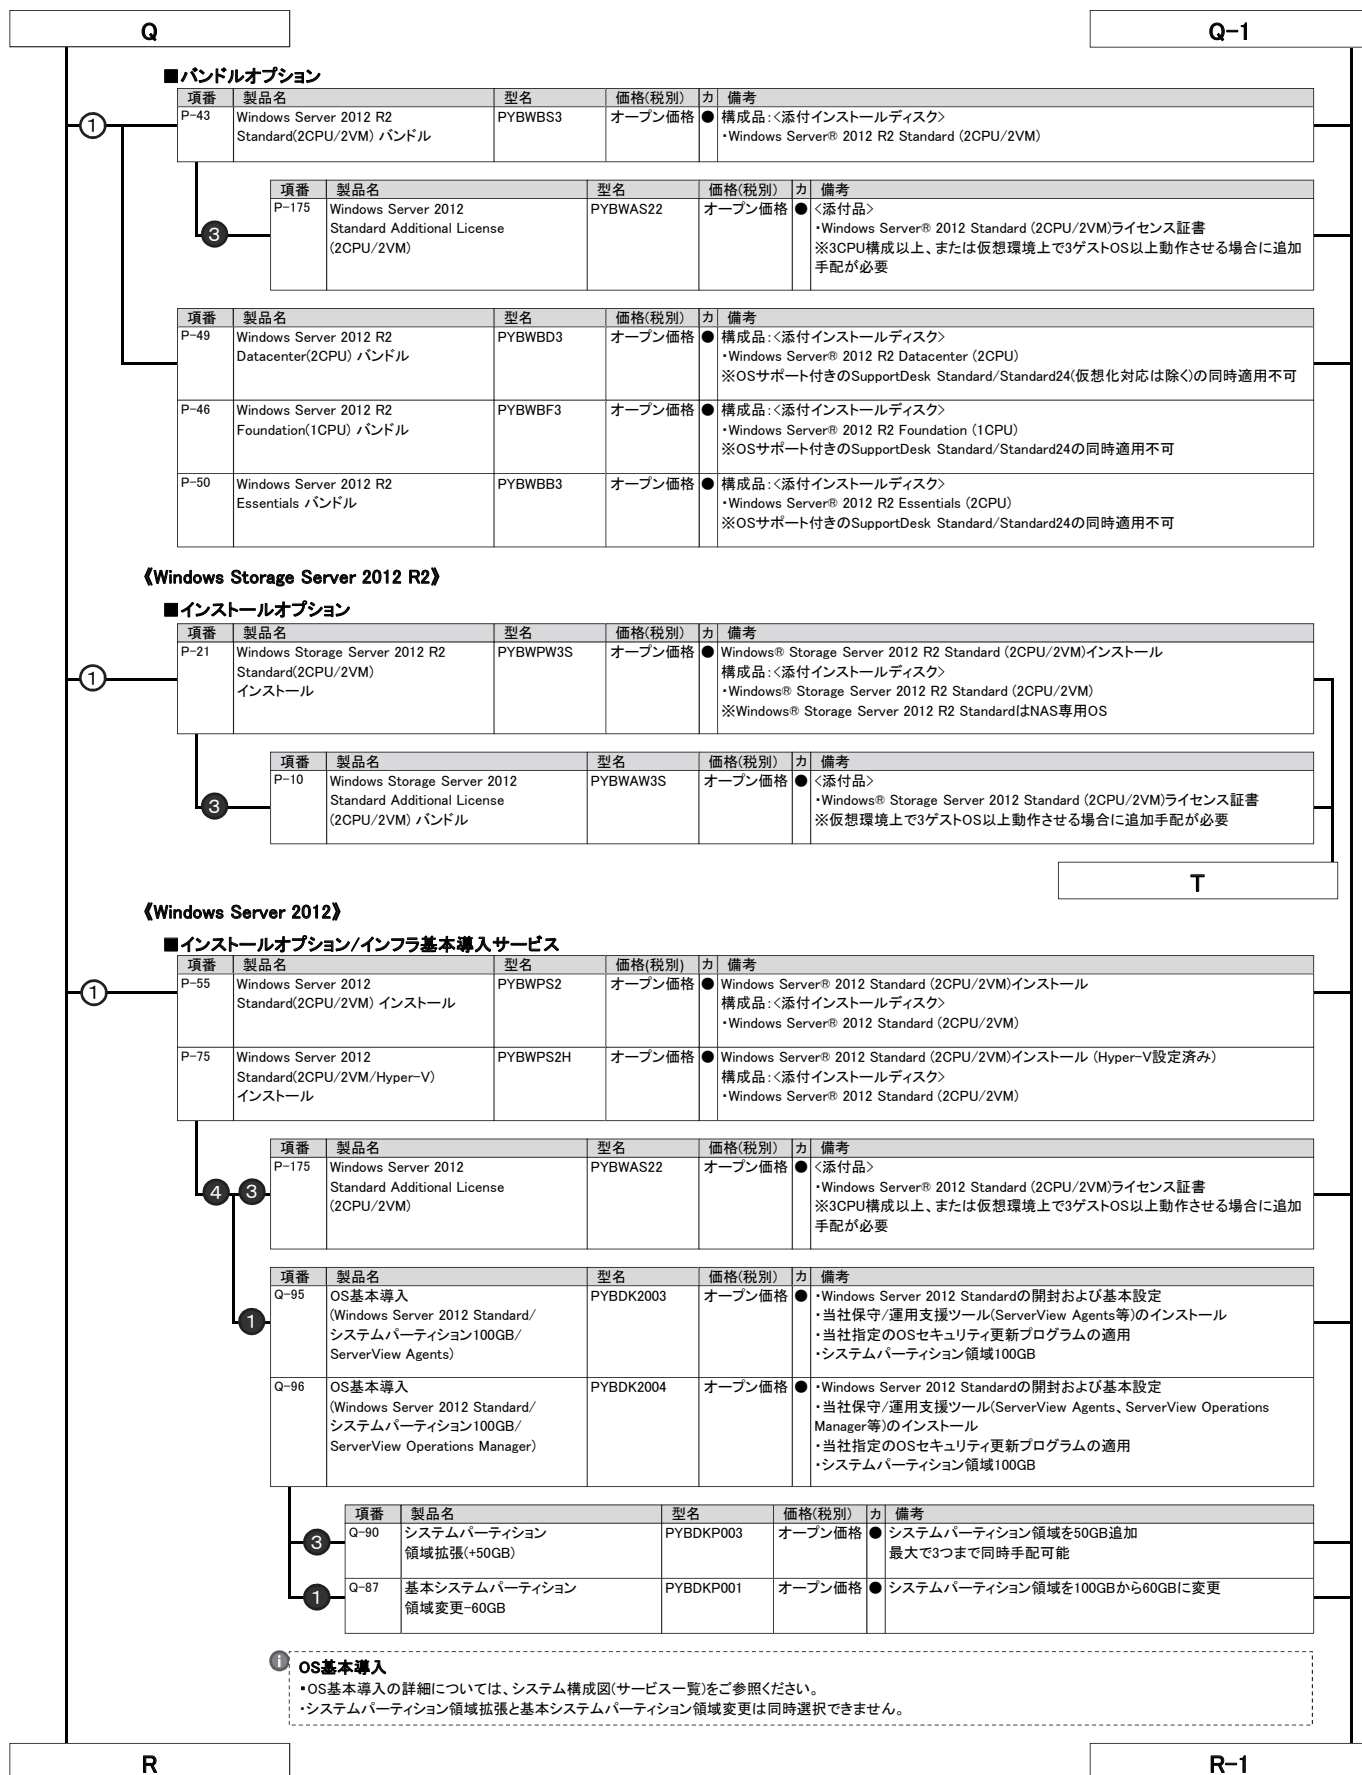 Q
Q-1
■バンドルオプション
項番 製品名 型名 価格(税別) カ 備考
P-43 Windows Server 2012 R2 PYBWBS3 オープン価格 ● 構成品:<添付インストールディスク>
Standard(2CPU/2VM) バンドル ・Windows Server® 2012 R2 Standard (2CPU/2VM)
①
項番 製品名 型名 価格(税別) カ 備考
P-175 Windows Server 2012 PYBWAS22 オープン価格 ● <添付品>
Standard Additional License ・Windows Server® 2012 Standard (2CPU/2VM)ライセンス証書
3
(2CPU/2VM) ※3CPU構成以上、または仮想環境上で3ゲストOS以上動作させる場合に追加
手配が必要
項番 製品名 型名 価格(税別) カ 備考
P-49 Windows Server 2012 R2 PYBWBD3 オープン価格 ● 構成品:<添付インストールディスク>
Datacenter(2CPU) バンドル ・Windows Server® 2012 R2 Datacenter (2CPU)
※OSサポート付きのSupportDesk Standard/Standard24(仮想化対応は除く)の同時適用不可
P-46 Windows Server 2012 R2 PYBWBF3 オープン価格 ● 構成品:<添付インストールディスク>
Foundation(1CPU) バンドル ・Windows Server® 2012 R2 Foundation (1CPU)
※OSサポート付きのSupportDesk Standard/Standard24の同時適用不可
P-50 Windows Server 2012 R2 PYBWBB3 オープン価格 ● 構成品:<添付インストールディスク>
Essentials バンドル ・Windows Server® 2012 R2 Essentials (2CPU)
※OSサポート付きのSupportDesk Standard/Standard24の同時適用不可
《Windows Storage Server 2012 R2》
■インストールオプション
項番 製品名 型名 価格(税別) カ 備考
P-21 Windows Storage Server 2012 R2 PYBWPW3S オープン価格 ● Windows® Storage Server 2012 R2 Standard (2CPU/2VM)インストール
Standard(2CPU/2VM) 構成品:<添付インストールディスク>
①
インストール ・Windows® Storage Server 2012 R2 Standard (2CPU/2VM)
※Windows® Storage Server 2012 R2 StandardはNAS専用OS
項番 製品名 型名 価格(税別) カ 備考
P-10 Windows Storage Server 2012 PYBWAW3S オープン価格 ● <添付品>
Standard Additional License ・Windows® Storage Server 2012 Standard (2CPU/2VM)ライセンス証書
3
(2CPU/2VM) バンドル ※仮想環境上で3ゲストOS以上動作させる場合に追加手配が必要
T
《Windows Server 2012》
■インストールオプション/インフラ基本導入サービス
項番 製品名 型名 価格(税別) カ 備考
P-55 Windows Server 2012 PYBWPS2 オープン価格 ● Windows Server® 2012 Standard (2CPU/2VM)インストール
①
Standard(2CPU/2VM) インストール 構成品:<添付インストールディスク>
・Windows Server® 2012 Standard (2CPU/2VM)
P-75 Windows Server 2012 PYBWPS2H オープン価格 ● Windows Server® 2012 Standard (2CPU/2VM)インストール (Hyper-V設定済み)
Standard(2CPU/2VM/Hyper-V) 構成品:<添付インストールディスク>
インストール ・Windows Server® 2012 Standard (2CPU/2VM)
項番 製品名 型名 価格(税別) カ 備考
P-175 Windows Server 2012 PYBWAS22 オープン価格 ● <添付品>
4 3
Standard Additional License ・Windows Server® 2012 Standard (2CPU/2VM)ライセンス証書
(2CPU/2VM) ※3CPU構成以上、または仮想環境上で3ゲストOS以上動作させる場合に追加
手配が必要
項番 製品名 型名 価格(税別) カ 備考
Q-95 OS基本導入 PYBDK2003 オープン価格 ● ・Windows Server 2012 Standardの開封および基本設定
(Windows Server 2012 Standard/ ・当社保守/運用支援ツール(ServerView Agents等)のインストール
1
システムパーティション100GB/ ・当社指定のOSセキュリティ更新プログラムの適用
ServerView Agents) ・システムパーティション領域100GB
Q-96 OS基本導入 PYBDK2004 オープン価格 ● ・Windows Server 2012 Standardの開封および基本設定
(Windows Server 2012 Standard/ ・当社保守/運用支援ツール(ServerView Agents、ServerView Operations
システムパーティション100GB/ Manager等)のインストール
ServerView Operations Manager) ・当社指定のOSセキュリティ更新プログラムの適用
・システムパーティション領域100GB
項番 製品名 型名 価格(税別) カ 備考
Q-90 システムパーティション PYBDKP003 オープン価格 ● システムパーティション領域を50GB追加
3
領域拡張(+50GB) 最大で3つまで同時手配可能
Q-87 基本システムパーティション PYBDKP001 オープン価格 ● システムパーティション領域を100GBから60GBに変更
1
領域変更-60GB
i
OS基本導入
▪OS基本導入の詳細については、システム構成図(サービス一覧)をご参照ください。
・システムパーティション領域拡張と基本システムパーティション領域変更は同時選択できません。
R
R-1